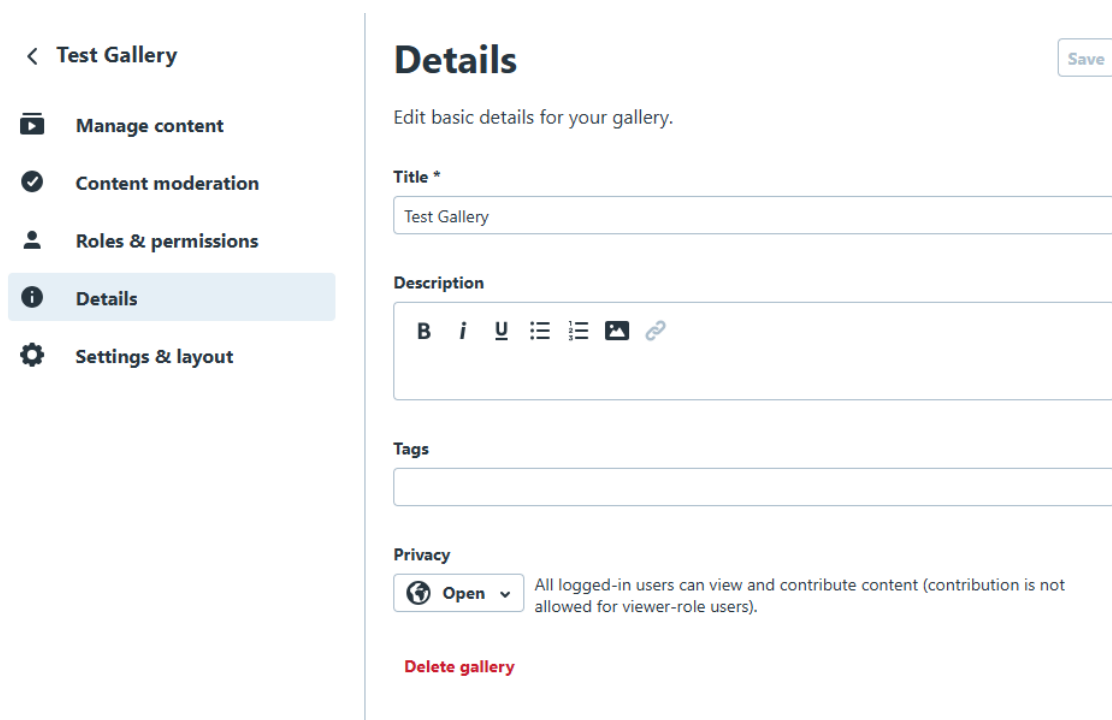 Test Gallery
Manage content
Content moderation
Roles & permissions
Details
Settings & layout
Details
Save
Edit basic details for your gallery.
Title *
Test Gallery
Description
B i U
Tags
Privacy
Open
All logged-in users can view and contribute content (contribution is not
allowed for viewer-role users).
Delete gallery